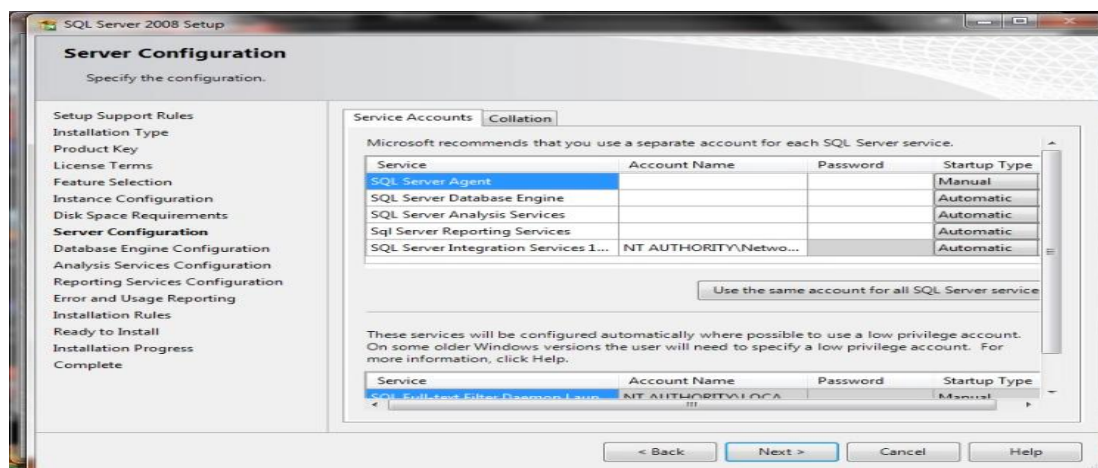 SQL Server 2008 Setup
Server Configuration
Specify the configuration.
Setup Support Rules
Installation Type
Product Key
License Terms
Feature Selection
Instance Configuration
Disk Space Requirements
Server Configuration
Database Engine Configuration
Analysis Services Configuration
Reporting Services Configuration
Error and Usage Reporting
Installation Rules
Ready to Install
Installation Progress
Complete
Service Accounts Collation
Microsoft recommends that you use a separate account for each SQL Server service.
Service Account Name Password Startup Type
SQL Server Agent Manual
SQL Server Database Engine Automatic
SQL Server Analysis Services Automatic
Sql Server Reporting Services Automatic
SQL Server Integration Services 1... NT AUTHORITY\Netwo... Automatic
Use the same account for all SQL Server service
These services will be configured automatically where possible to use a low privilege account.
On some older Windows versions the user will need to specify a low privilege account. For
more information, click Help.
Service Account Name Password Startup Type
SQL Full-text Filter Daemon Laun... NT AUTHORITY\LOCA... Manual
< Back Next > Cancel Help